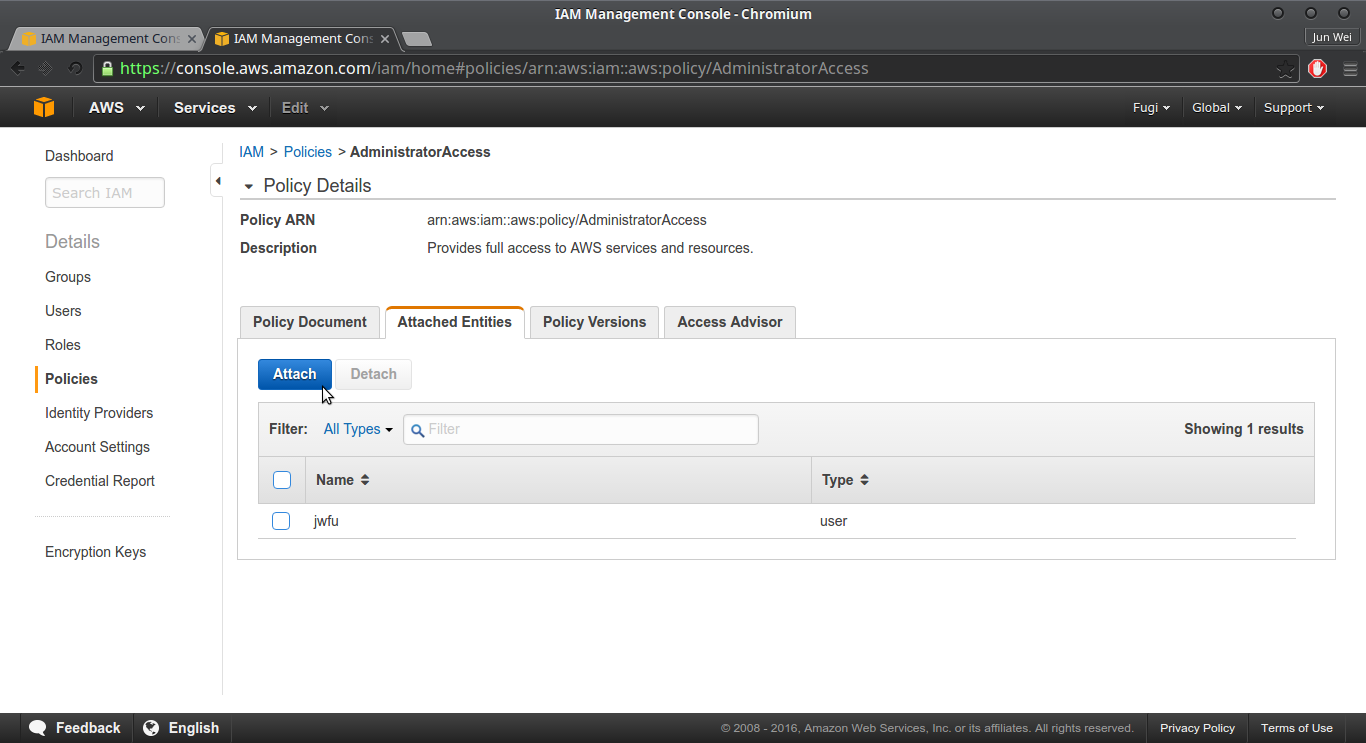 IAM Management Console - Chromium
IAM Management Cons
IAM Management Cons
Jun Wei
https://console.aws.amazon.com/iam/home#policies/arn:aws:iam::aws:policy/AdministratorAccess
AWS Services Edit Fugi Global Support
Dashboard
Search IAM
Details
Groups
Users
Roles
Policies
Identity Providers
Account Settings
Credential Report
Encryption Keys
IAM > Policies > AdministratorAccess
Policy Details
Policy ARN arn:aws:iam::aws:policy/AdministratorAccess
Description Provides full access to AWS services and resources.
Policy Document Attached Entities Policy Versions Access Advisor
Attach Detach
Filter: All Types Filter Showing 1 results
Name Type
jwfu user
Feedback English © 2008 - 2016, Amazon Web Services, Inc. or its affiliates. All rights reserved. Privacy Policy Terms of Use